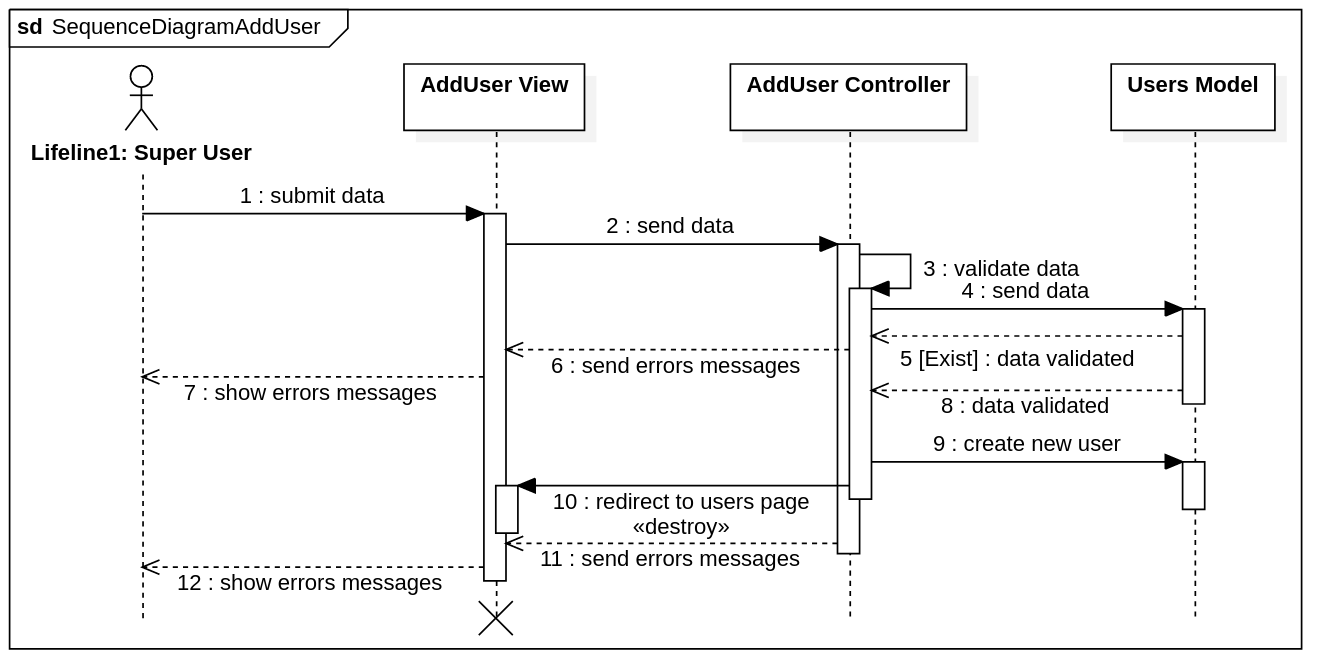 sd SequenceDiagramAddUser
AddUser View
AddUser Controller
Users Model
Lifeline1: Super User
1 : submit data
2 : send data
3 : validate data
4 : send data
5 [Exist] : data validated
6 : send errors messages
7 : show errors messages
8 : data validated
9 : create new user
10 : redirect to users page
«destroy»
11 : send errors messages
12 : show errors messages